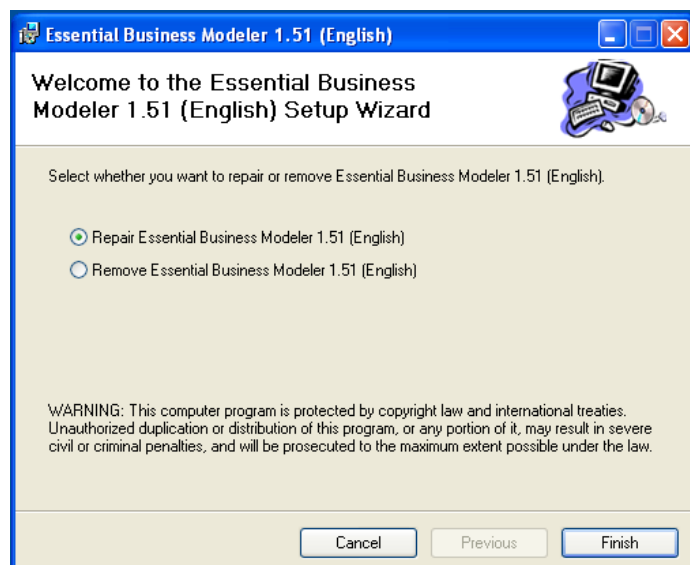 Essential Business Modeler 1.51 (English)
Welcome to the Essential Business
Modeler 1.51 (English) Setup Wizard
Select whether you want to repair or remove Essential Business Modeler 1.51 (English).
Repair Essential Business Modeler 1.51 (English)
Remove Essential Business Modeler 1.51 (English)
WARNING: This computer program is protected by copyright law and international treaties.
Unauthorized duplication or distribution of this program, or any portion of it, may result in severe
civil or criminal penalties, and will be prosecuted to the maximum extent possible under the law.
Cancel
Previous
Finish